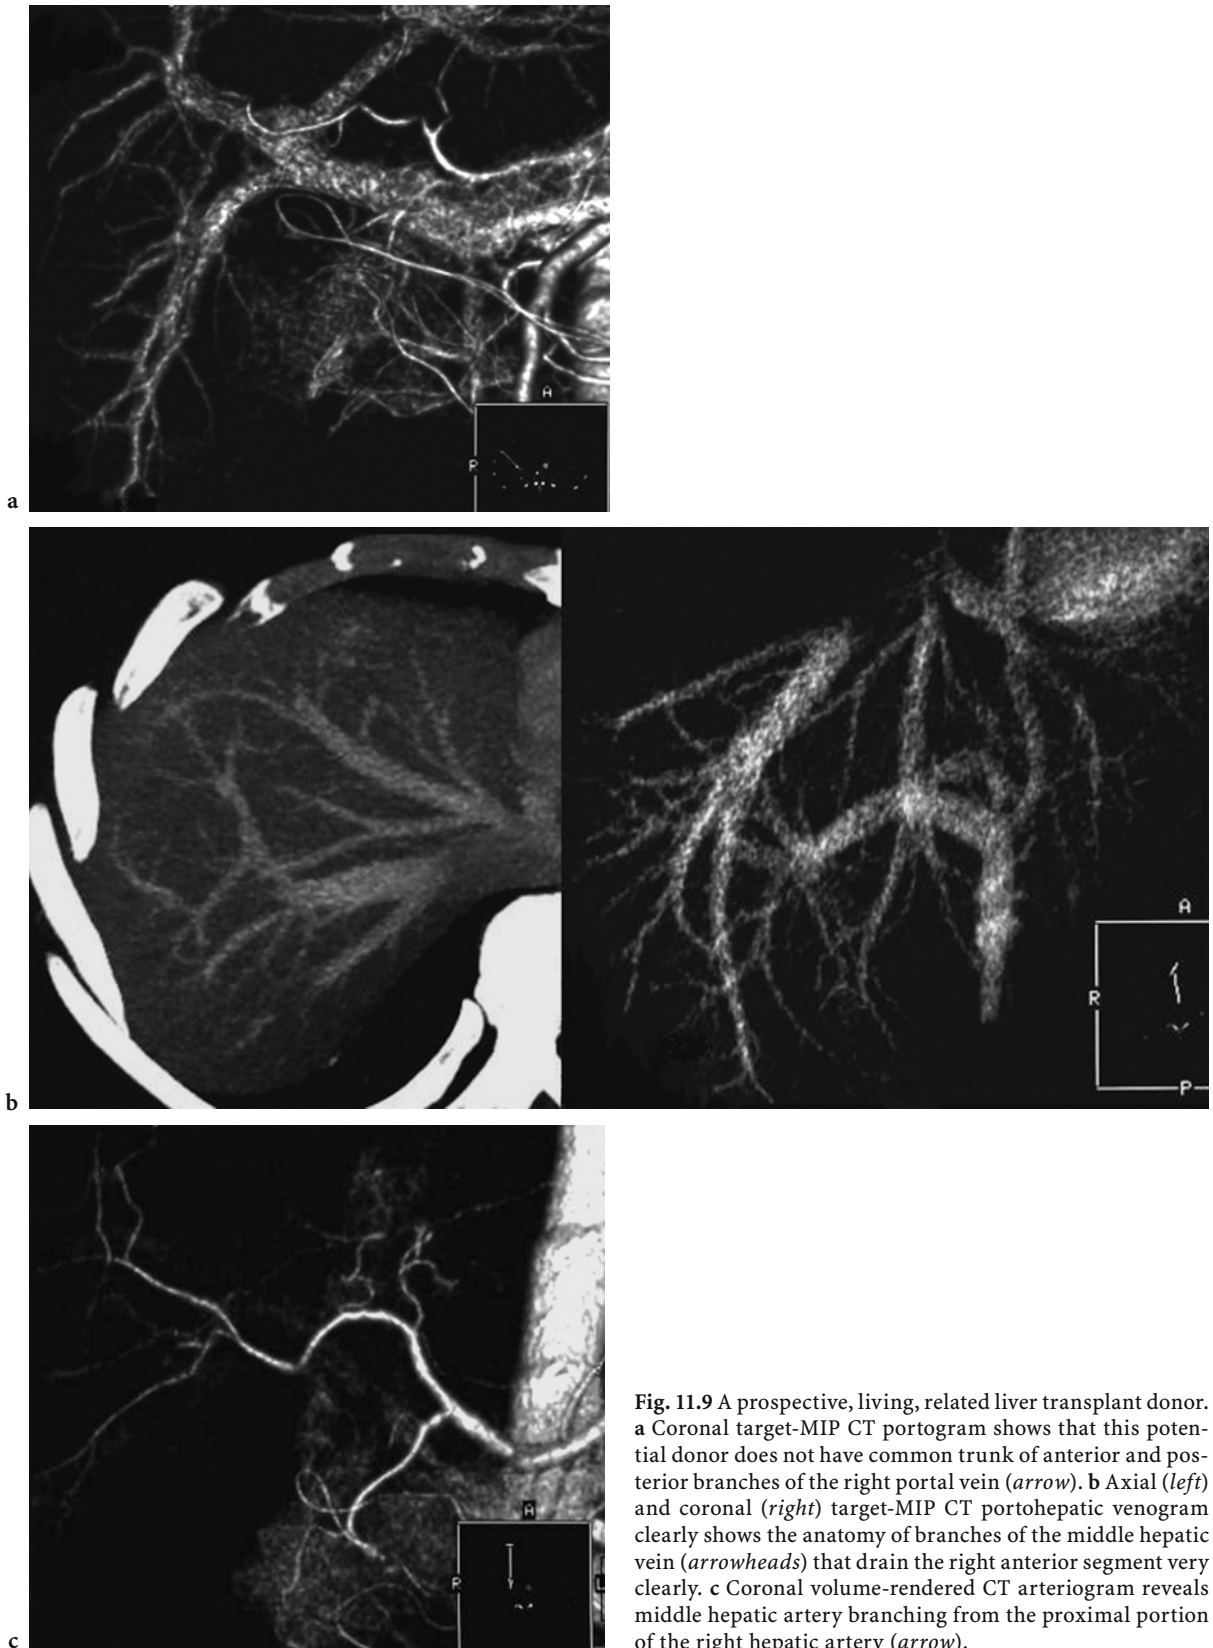 A
R
a
A
R
P
b
Fig. 11.9 A prospective, living, related liver transplant donor.
a Coronal target-MIP CT portogram shows that this poten-
tial donor does not have common trunk of anterior and pos-
terior branches of the right portal vein (arrow). b Axial (left)
and coronal (right) target-MIP CT portohepatic venogram
clearly shows the anatomy of branches of the middle hepatic
vein (arrowheads) that drain the right anterior segment very
clearly. c Coronal volume-rendered CT arteriogram reveals
middle hepatic artery branching from the proximal portion
of the right hepatic artery (arrow).
A
R
L
c